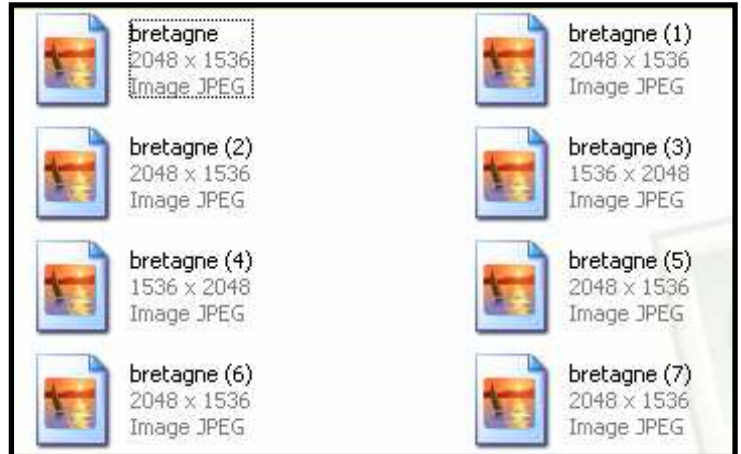 bretagne
2048 x 1536
Image JPEG
bretagne (1)
2048 x 1536
Image JPEG
bretagne (2)
2048 x 1536
Image JPEG
bretagne (3)
1536 x 2048
Image JPEG
bretagne (4)
1536 x 2048
Image JPEG
bretagne (5)
2048 x 1536
Image JPEG
bretagne (6)
2048 x 1536
Image JPEG
bretagne (7)
2048 x 1536
Image JPEG